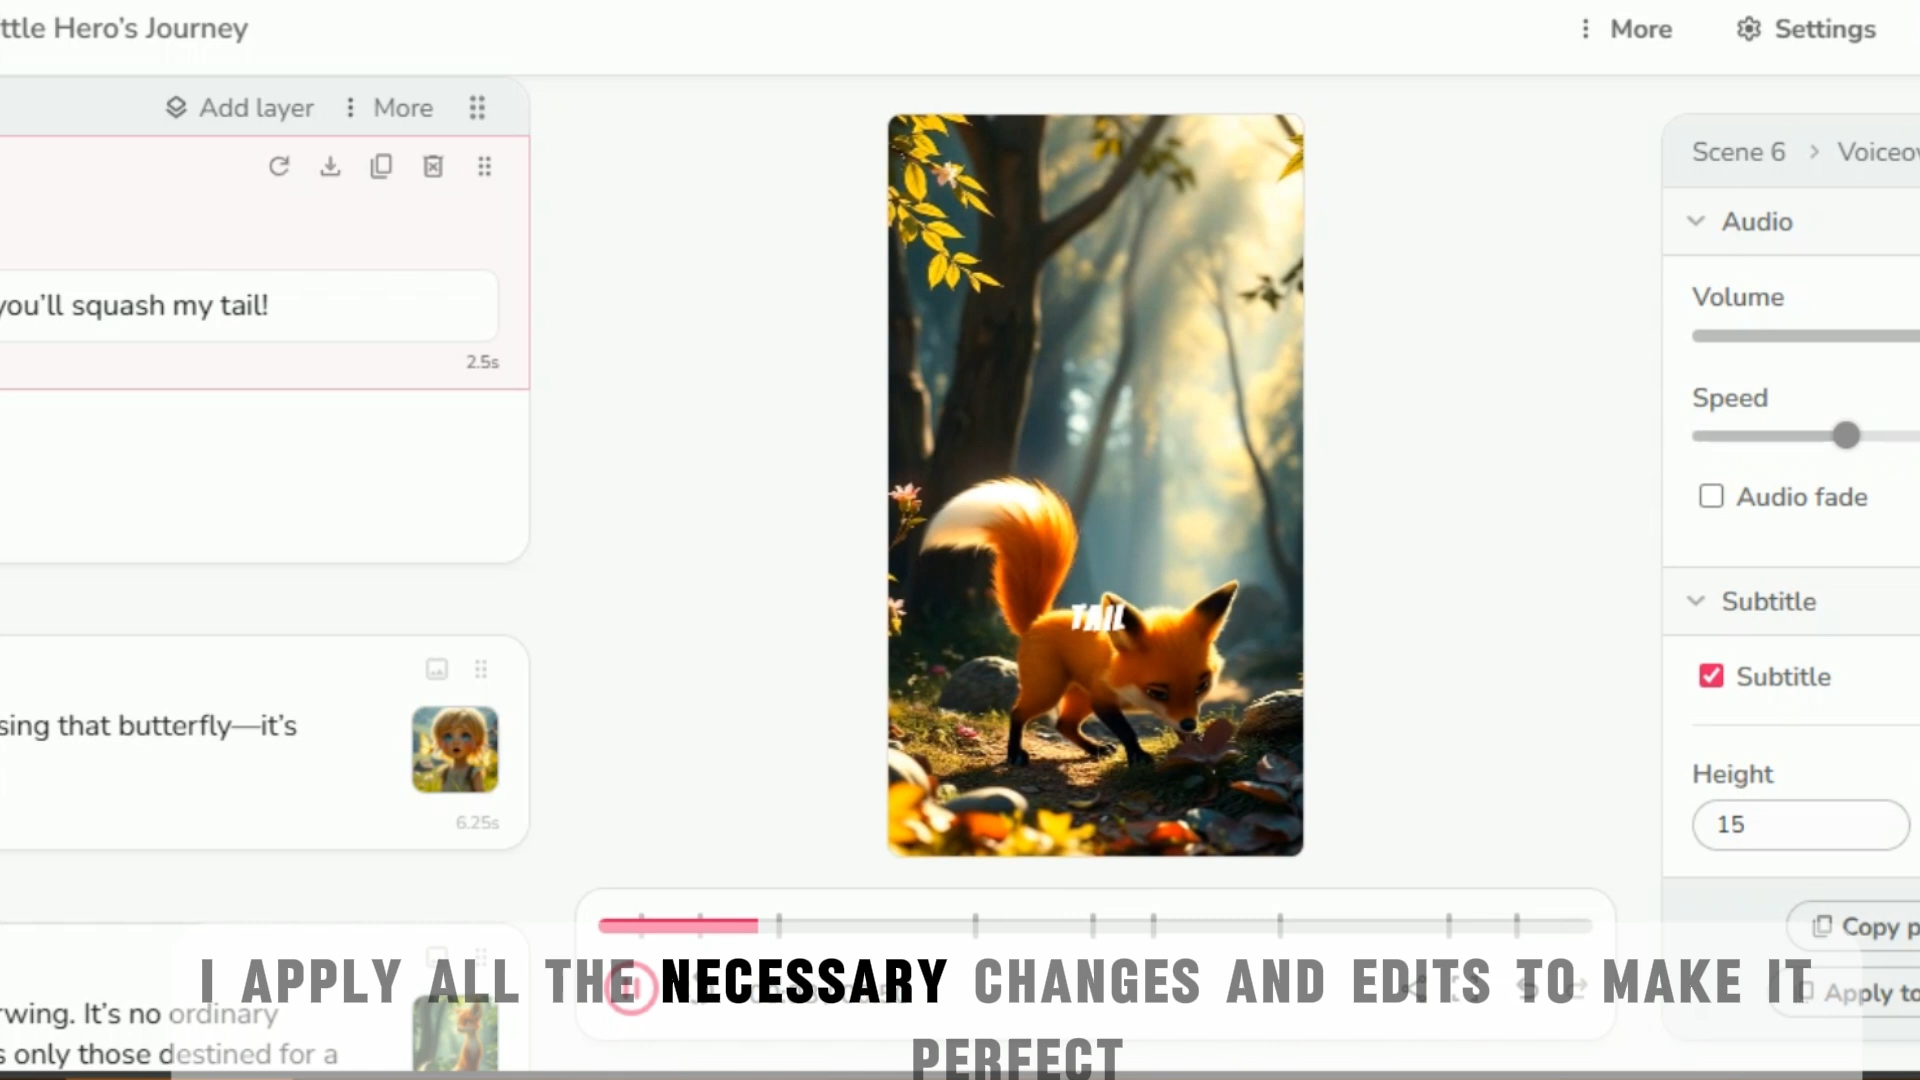 ttle Hero's Journey
More
Settings
Add layer
More
you'll squash my tail!
2.5s
sing that butterfly—it's
6.25s
rwing. It's no ordinary
s only those destined for a
TAIL
Scene 6 > Voiceov
Audio
Volume
Speed
Audio fade
Subtitle
Subtitle
Height
15
Copy p
Apply to
I APPLY ALL THE NECESSARY CHANGES AND EDITS TO MAKE IT
PERFECT